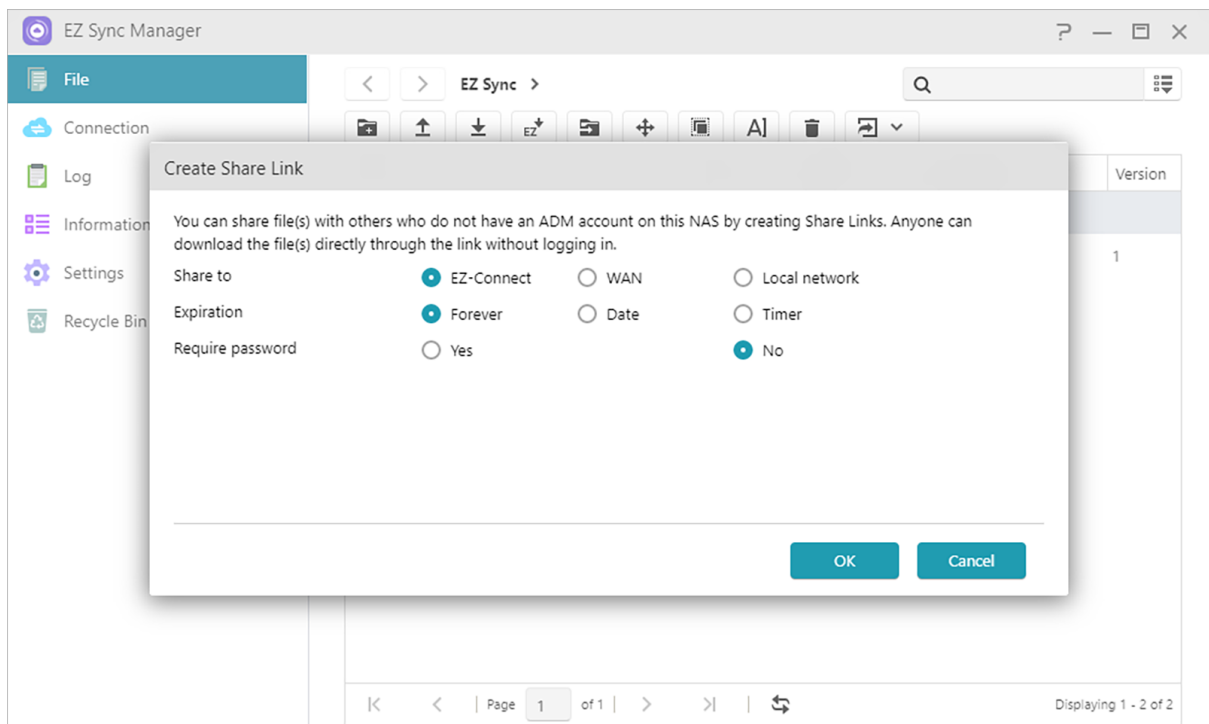 EZ Sync Manager
File
EZ Sync
Connection
EZ
A]
Log
Create Share Link
Version
Information
You can share file(s) with others who do not have an ADM account on this NAS by creating Share Links. Anyone can
download the file(s) directly through the link without logging in.
1
Settings
Share to EZ-Connect WAN Local network
Recycle Bin
Expiration Forever Date Timer
Require password Yes No
OK Cancel
Page 1 of 1 Displaying 1 - 2 of 2